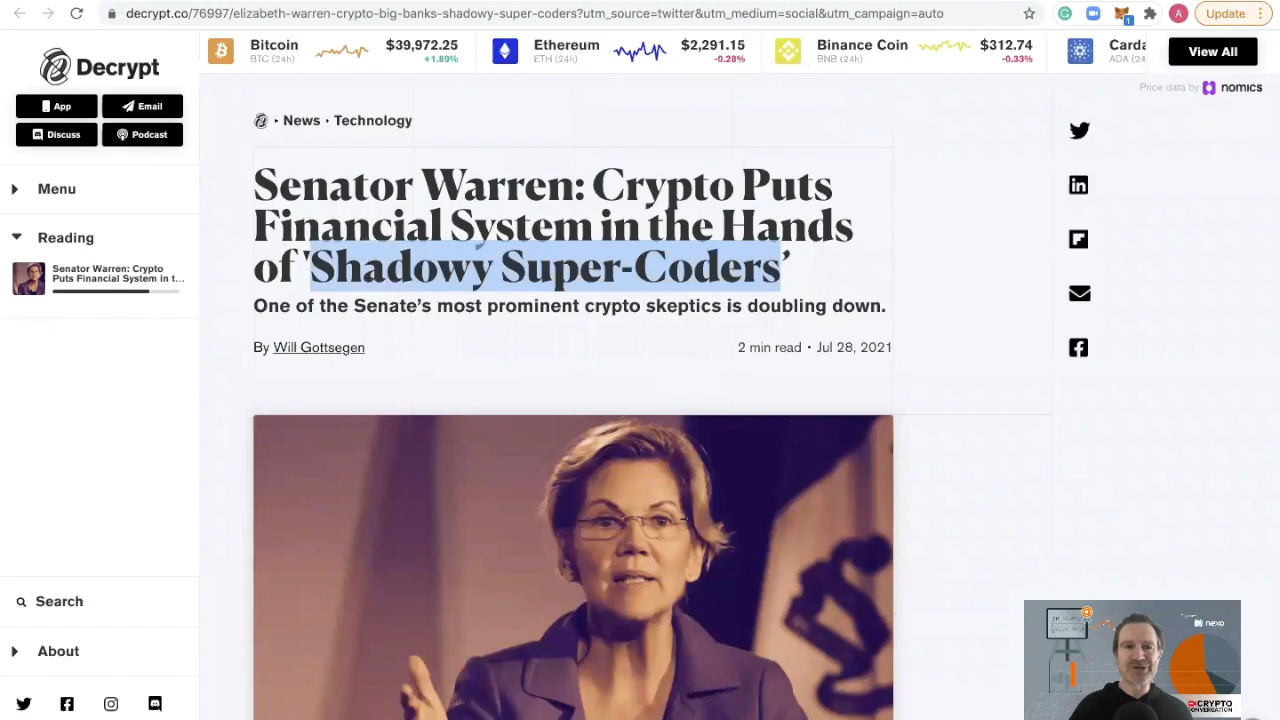 decrypt.co/76997/elizabeth-warren-crypto-big-banks-shadowy-super-coders?utm_source=twitter&utm_medium=social&utm_campaign=auto
1
A
Update
Decrypt
App
Email
Discuss
Podcast
Bitcoin
BTC (24h)
$39,972.25
+1.89%
Ethereum
ETH (24h)
$2,291.15
-0.28%
Binance Coin
BNB (24h)
$312.74
-0.33%
Carda
ADA (24
View All
Price data by nomics
Menu
Reading
Senator Warren: Crypto
Puts Financial System in t...
News • Technology
Senator Warren: Crypto Puts
Financial System in the Hands
of 'Shadowy Super-Coders’
One of the Senate’s most prominent crypto skeptics is doubling down.
By Will Gottsegen
2 min read • Jul 28, 2021
in
Search
About
nexo
CRYPTO
ONVERSATION